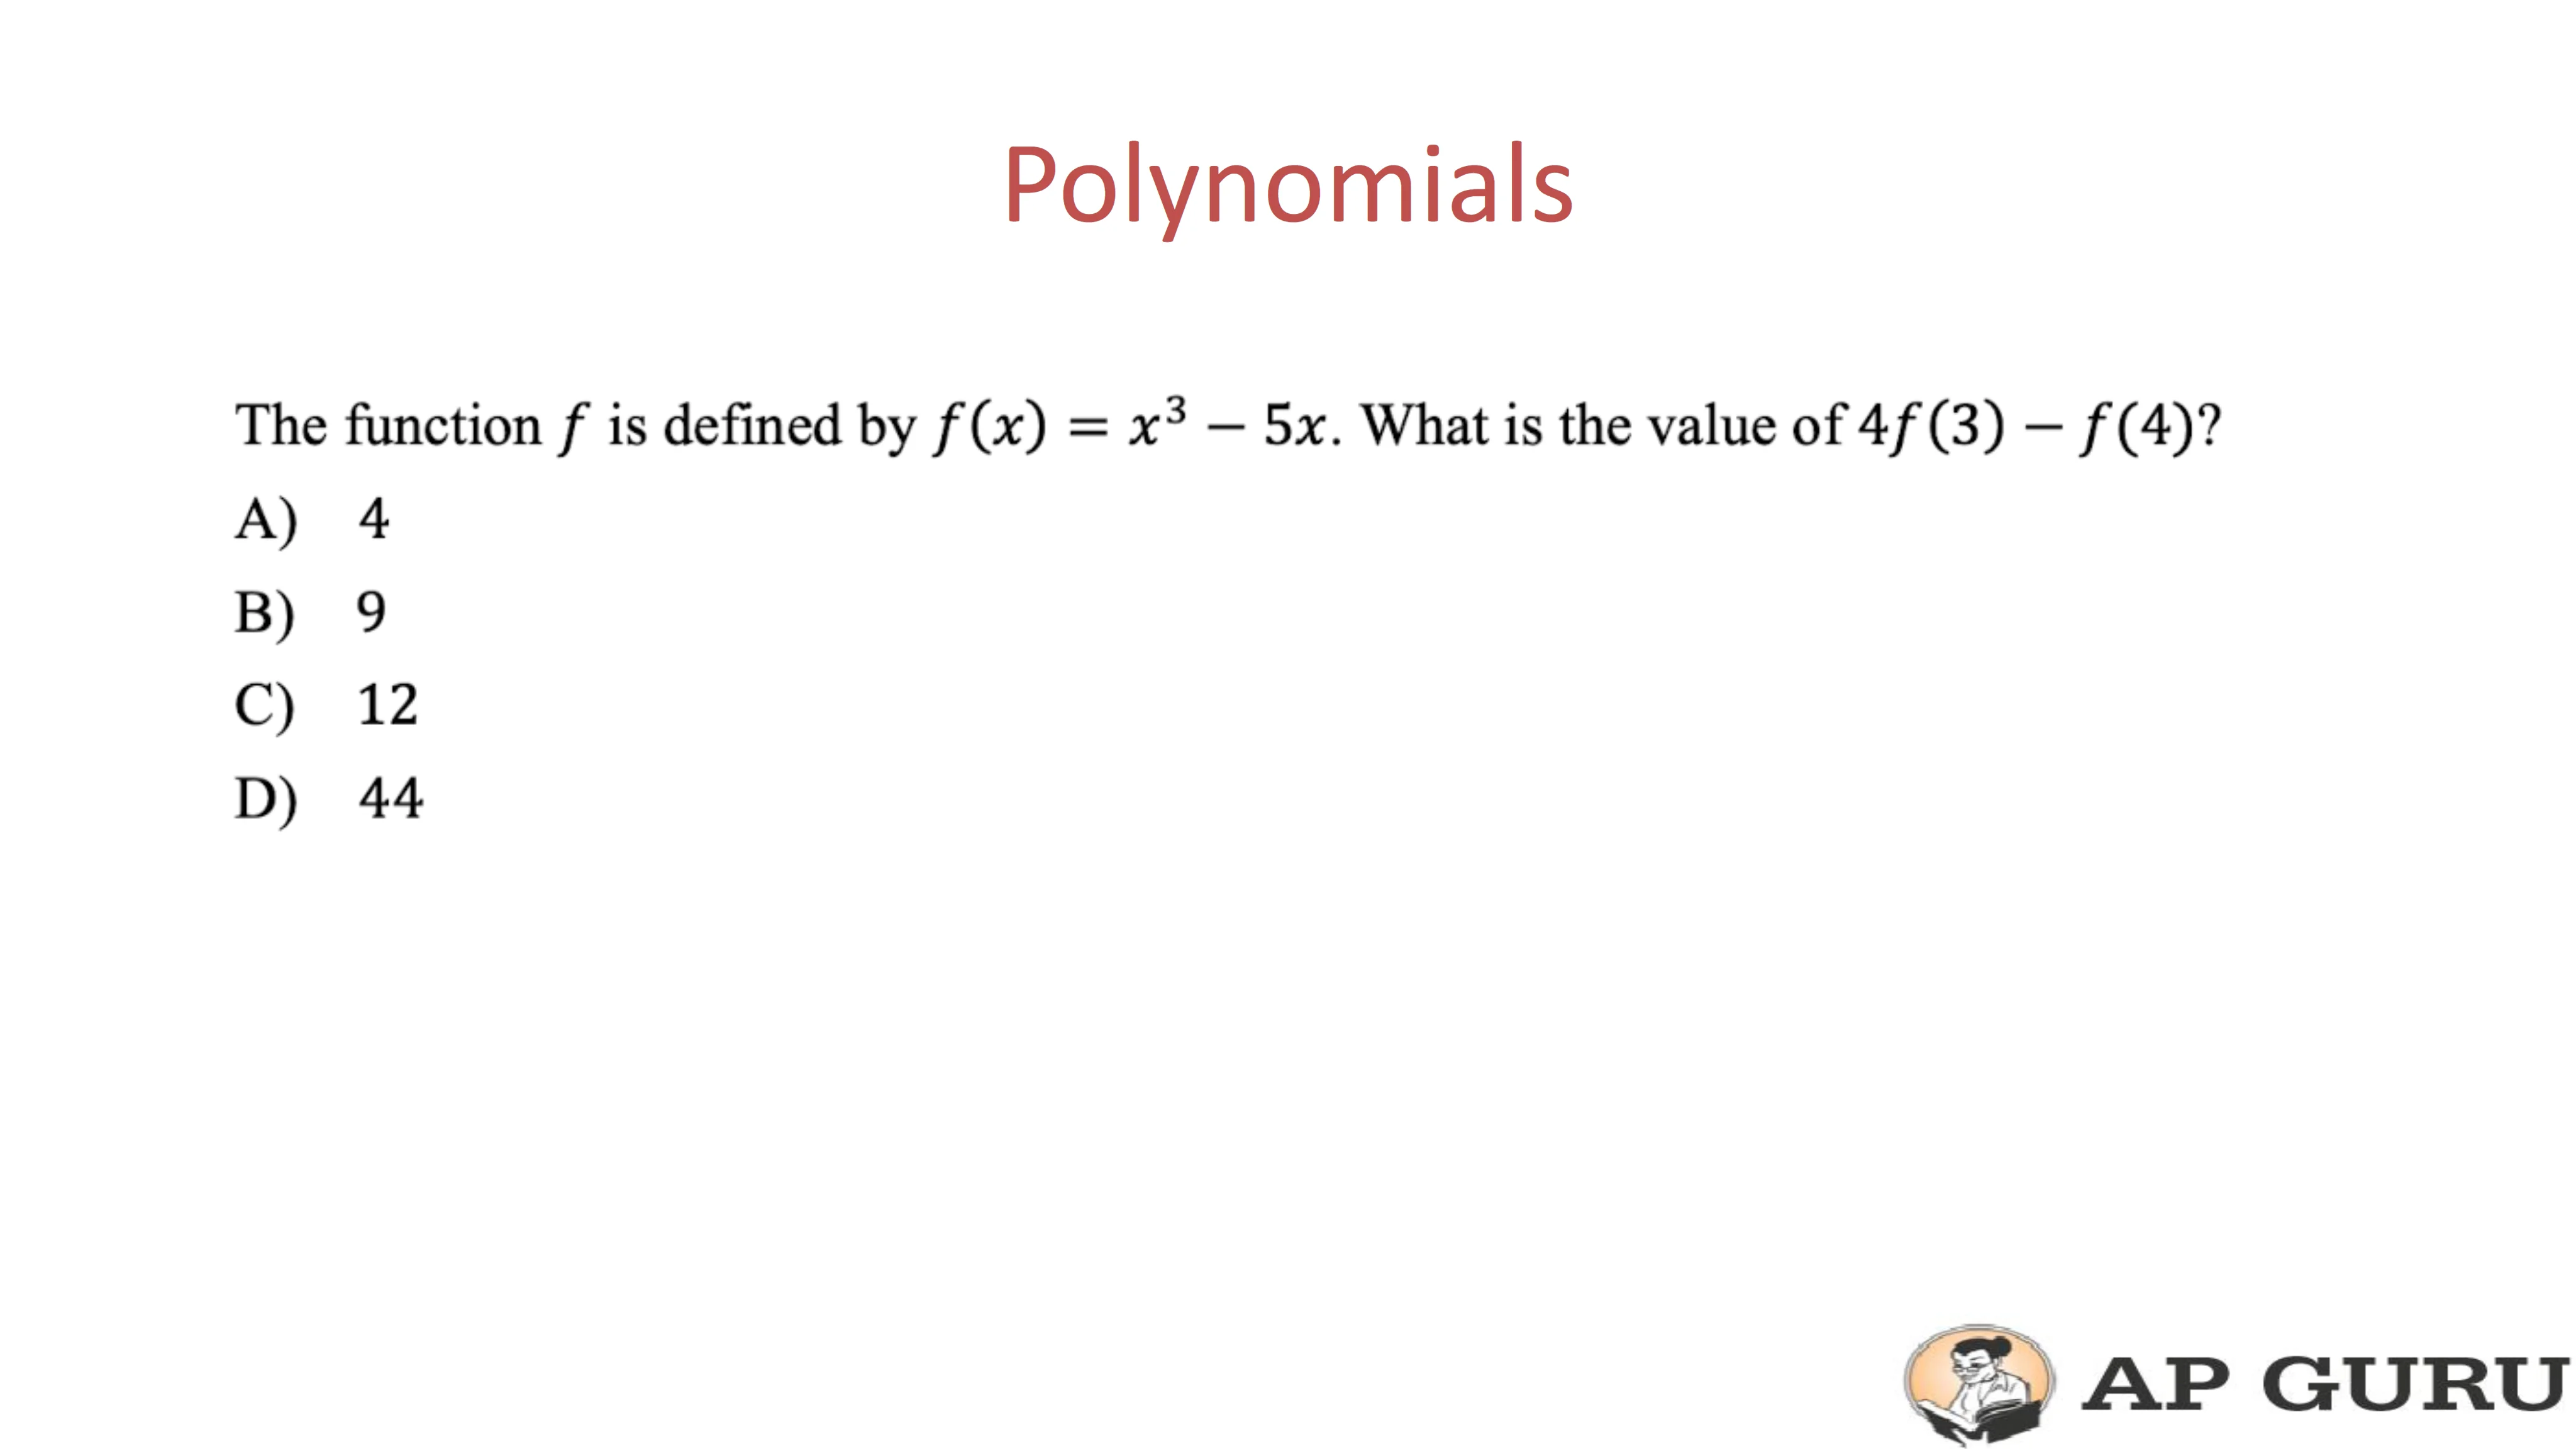 Polynomials
The function f is defined by f(x) = x³ − 5x. What is the value of 4f(3) − f(4)?
A) 4
B) 9
C) 12
D) 44
AP GURU